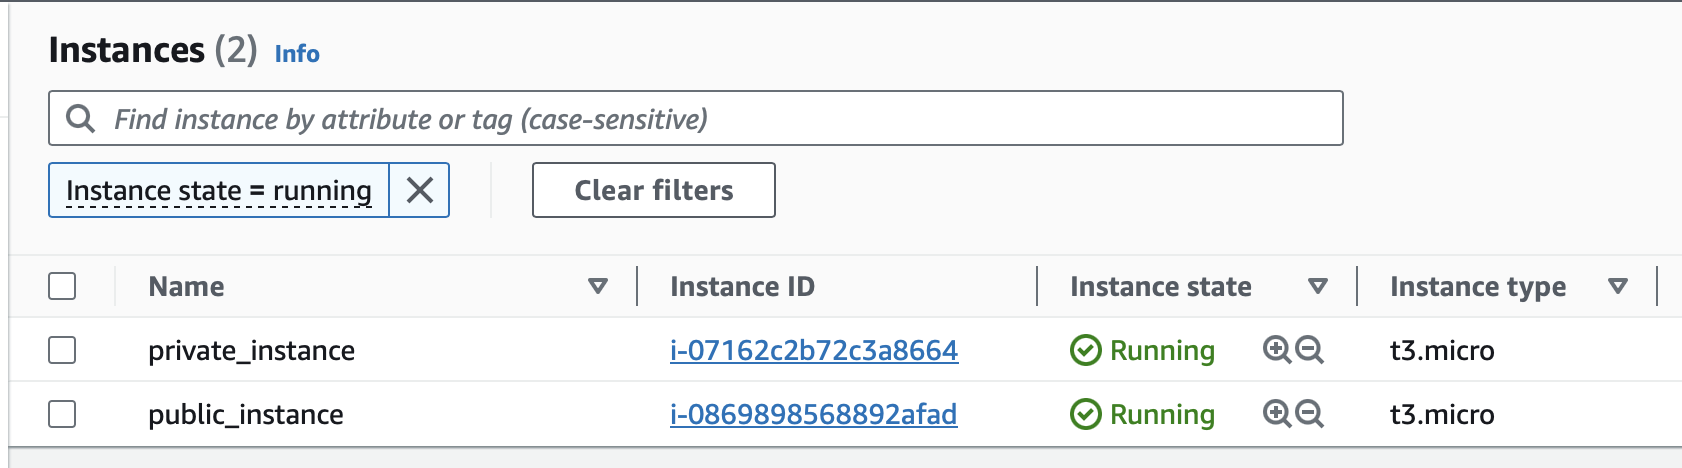 Instances (2) Info
Find instance by attribute or tag (case-sensitive)
Instance state = running Clear filters
Name Instance ID Instance state Instance type
private_instance i-07162c2b72c3a8664 Running t3.micro
public_instance i-0869898568892afad Running t3.micro